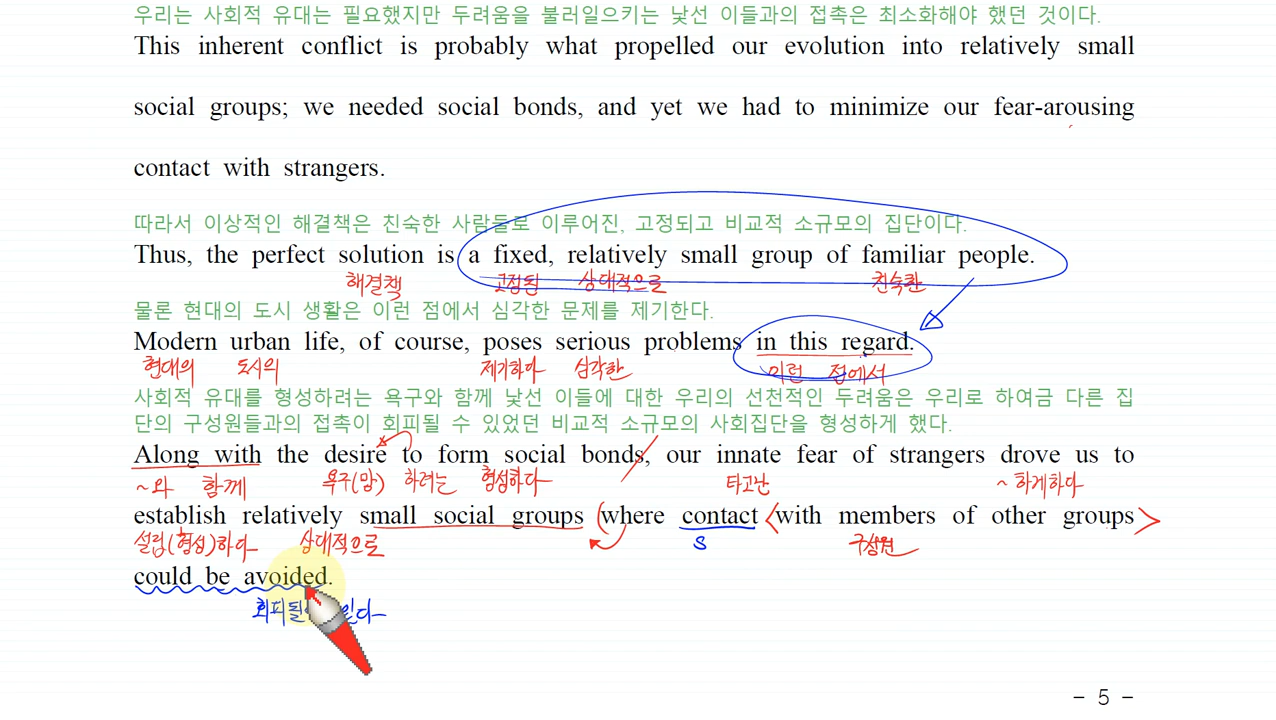 우리는 사회적 유대는 필요했지만 두려움을 불러일으키는 낯선 이들과의 접촉은 최소화해야 했던 것이다.
This inherent conflict is probably what propelled our evolution into relatively small
social groups; we needed social bonds, and yet we had to minimize our fear-arousing
contact with strangers.
따라서 이상적인 해결책은 친숙한 사람들로 이루어진, 고정되고 비교적 소규모의 집단이다.
Thus, the perfect solution is a fixed, relatively small group of familiar people.
해결책 고정된 상대적으로 친숙한
물론 현대의 도시 생활은 이런 점에서 심각한 문제를 제기한다.
Modern urban life, of course, poses serious problems in this regard.
현대의 도시의 제기하다 심각한 이런 점에서
사회적 유대를 형성하려는 욕구와 함께 낯선 이들에 대한 우리의 선천적인 두려움은 우리로 하여금 다른 집
단의 구성원들과의 접촉이 회피될 수 있었던 비교적 소규모의 사회집단을 형성하게 했다.
Along with the desire to form social bonds, our innate fear of strangers drove us to
~와 함께 욕구(망) 하려는 형성하다 타고난 ~하게하다
establish relatively small social groups (where contact <with members of other groups>
설립(형성)하다 상대적으로 S 구성원
could be avoided.
회피될 있다
- 5 -